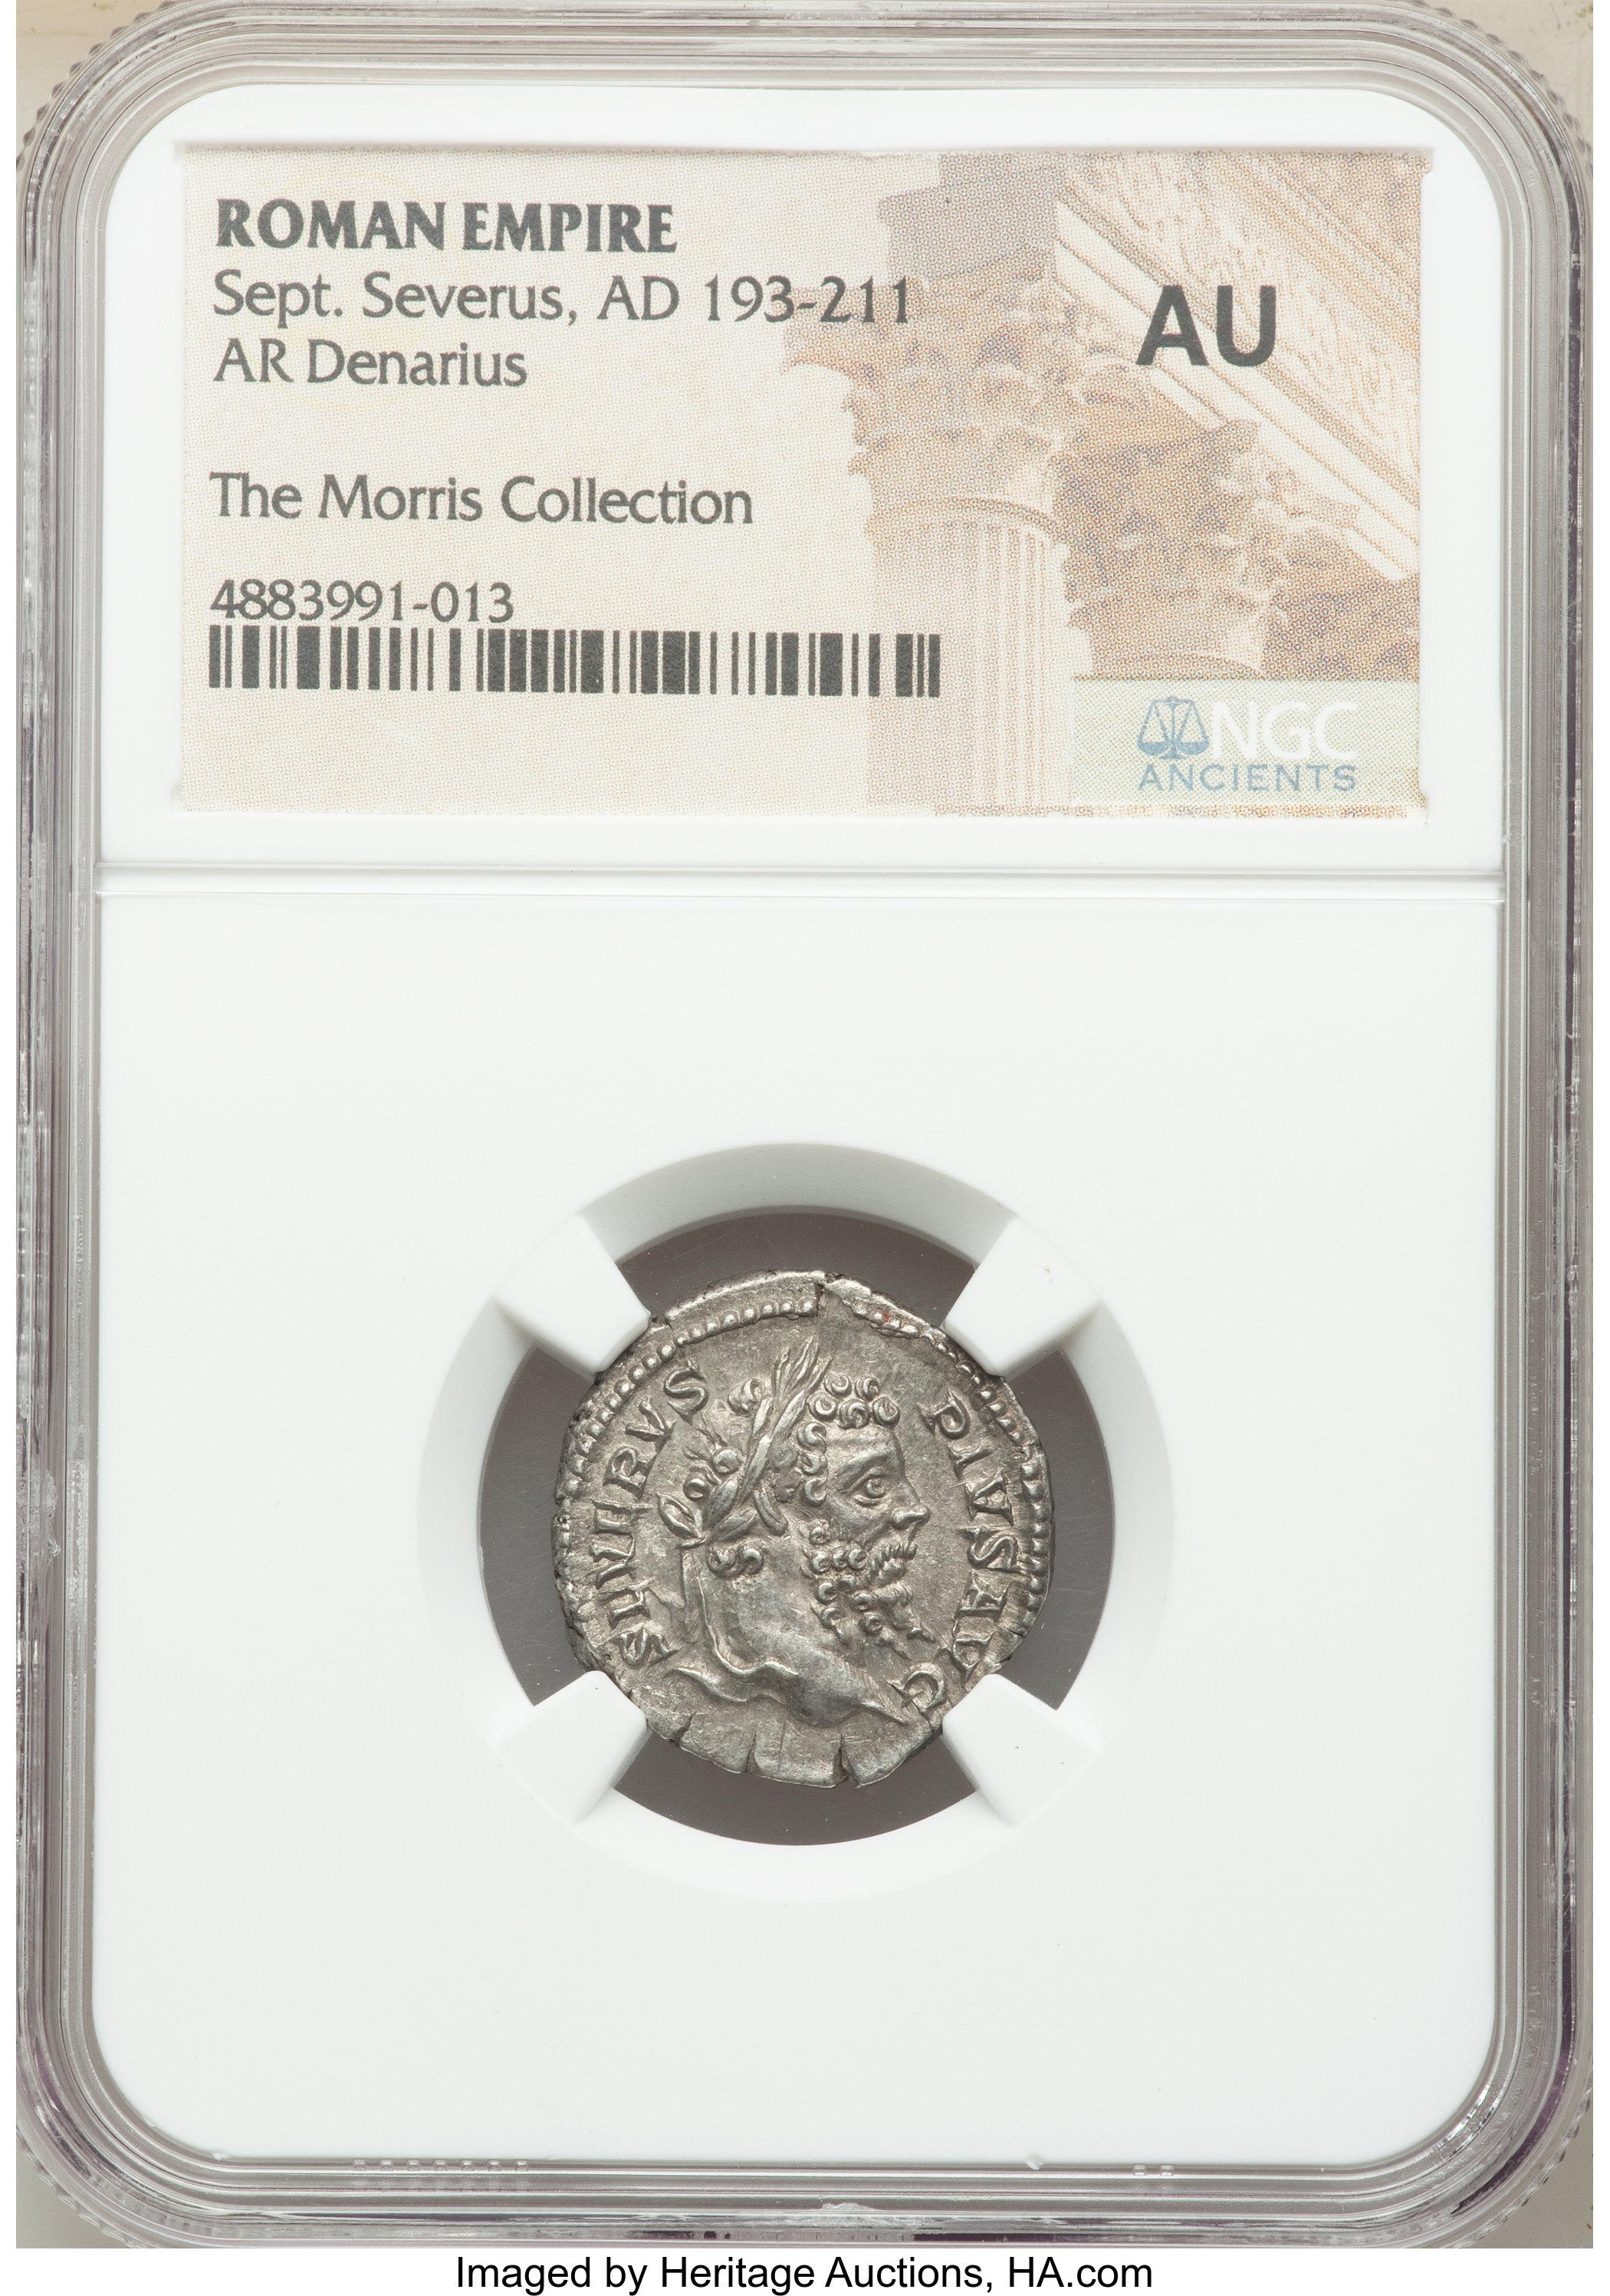 ROMAN EMPIRE
Sept. Severus, AD 193-211
AR Denarius
AU
The Morris Collection
4883991-013
NGC
ANCIENTS
SEVERVS PIVS AVG
Imaged by Heritage Auctions, HA.com